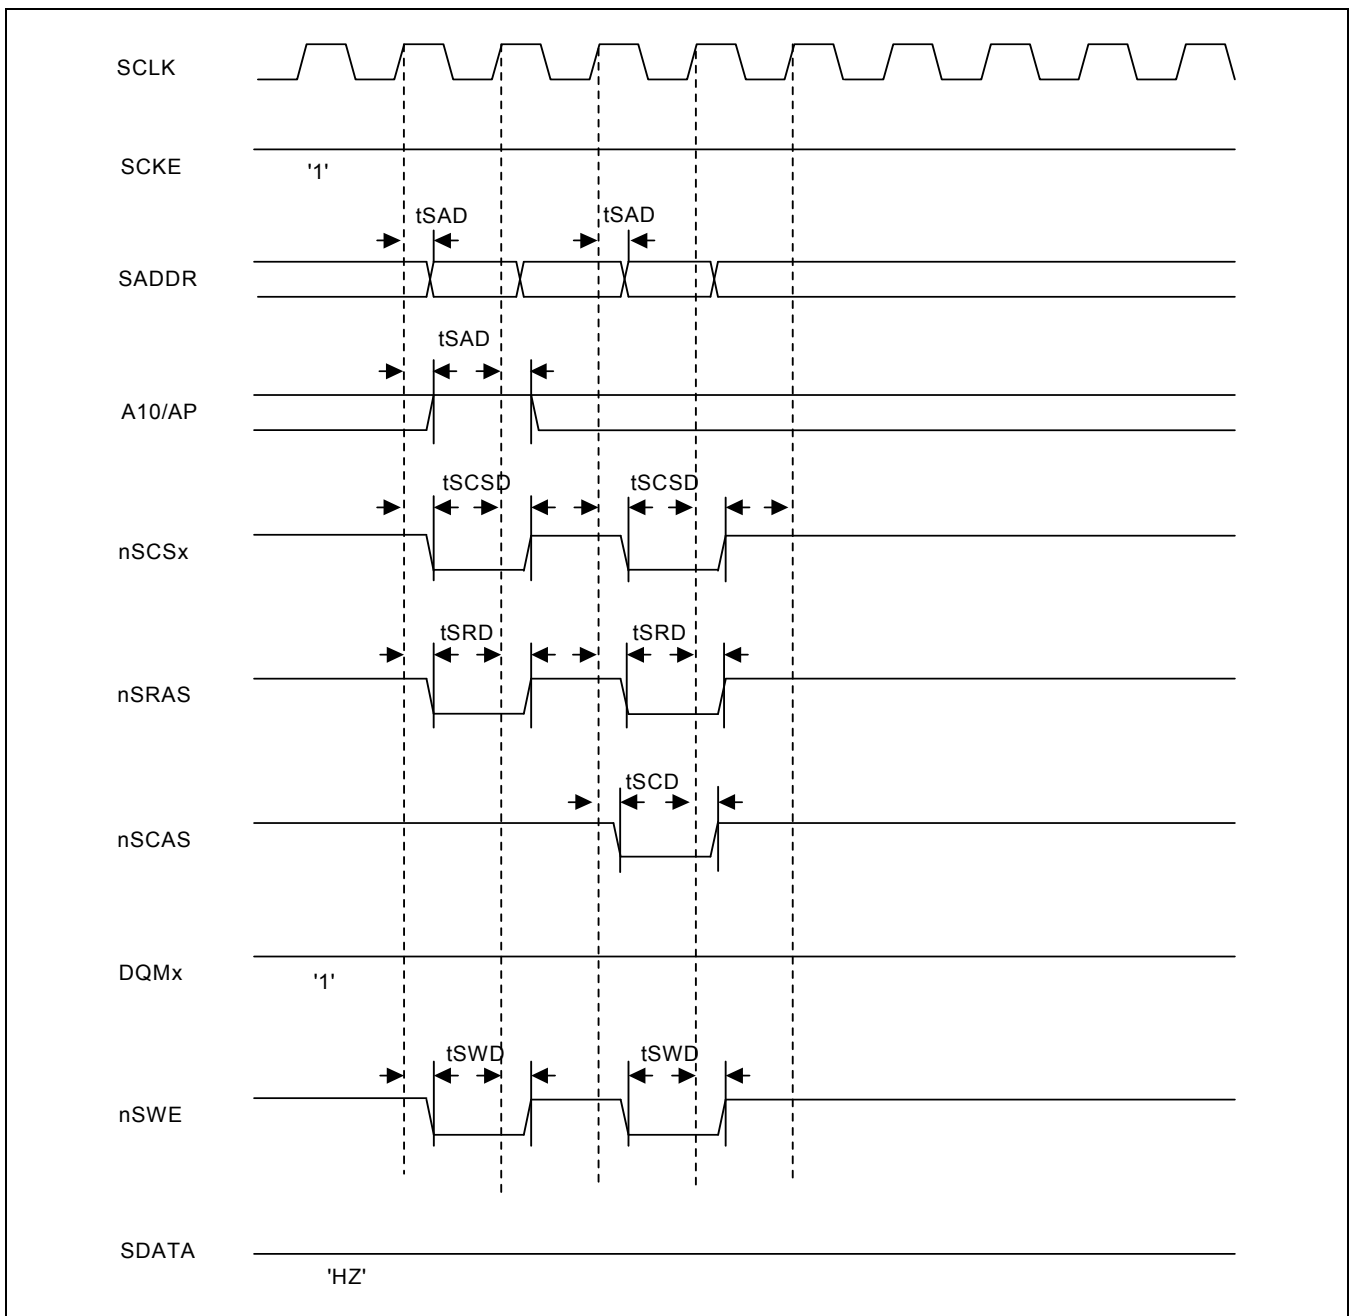 SCLK
SCKE
'1'
tSAD
tSAD
SADDR
tSAD
A10/AP
tSCSD
tSCSD
nSCSx
tSRD
tSRD
nSRAS
tSCD
nSCAS
DQMx
'1'
tSWD
tSWD
nSWE
SDATA
'HZ'